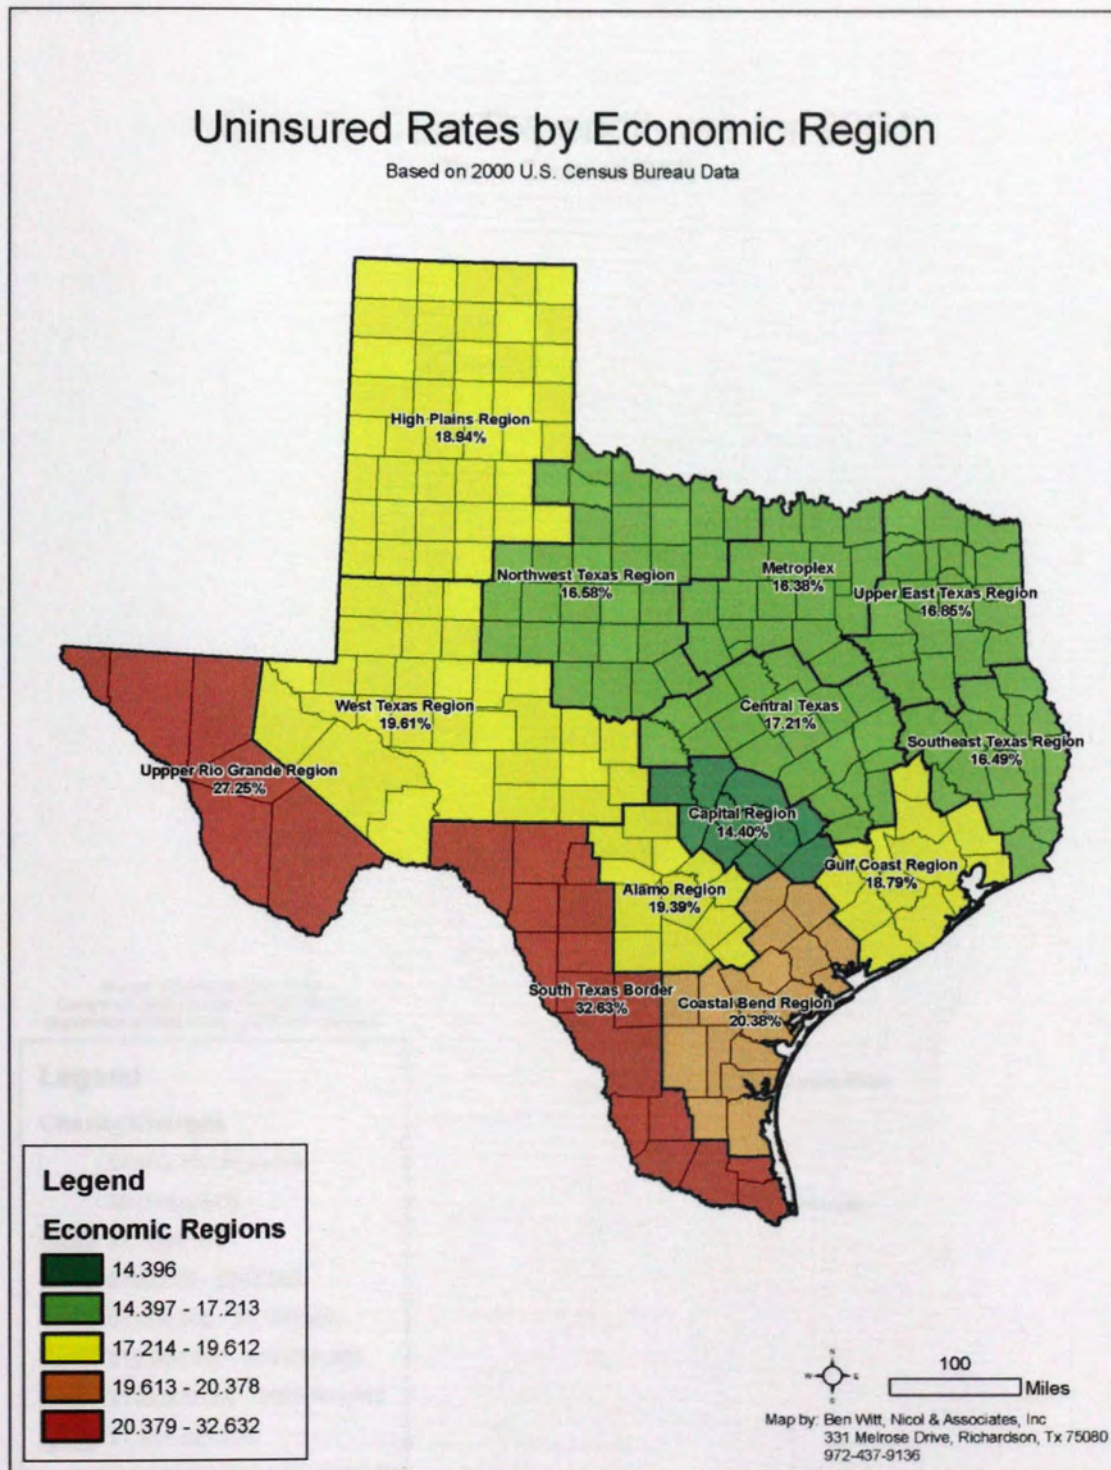 Uninsured Rates by Economic Region
Based on 2000 U.S. Census Bureau Data
High Plains Region
18.94%
Northwest Texas Region
16.58%
Metroplex
16.38%
Upper East Texas Region
16.85%
West Texas Region
19.61%
Central Texas
17.21%
Southeast Texas Region
16.49%
Uppper Rio Grande Region
27.25%
Capital Region
14.40%
Gulf Coast Region
18.79%
Alamo Region
19.39%
South Texas Border
32.63%
Coastal Bend Region
20.38%
Legend
Economic Regions
14.396
14.397 - 17.213
17.214 - 19.612
19.613 - 20.378
20.379 - 32.632
N
W
E
S
100
Miles
Map by: Ben Witt, Nicol & Associates, Inc
331 Melrose Drive, Richardson, Tx 75080
972-437-9136
Legend